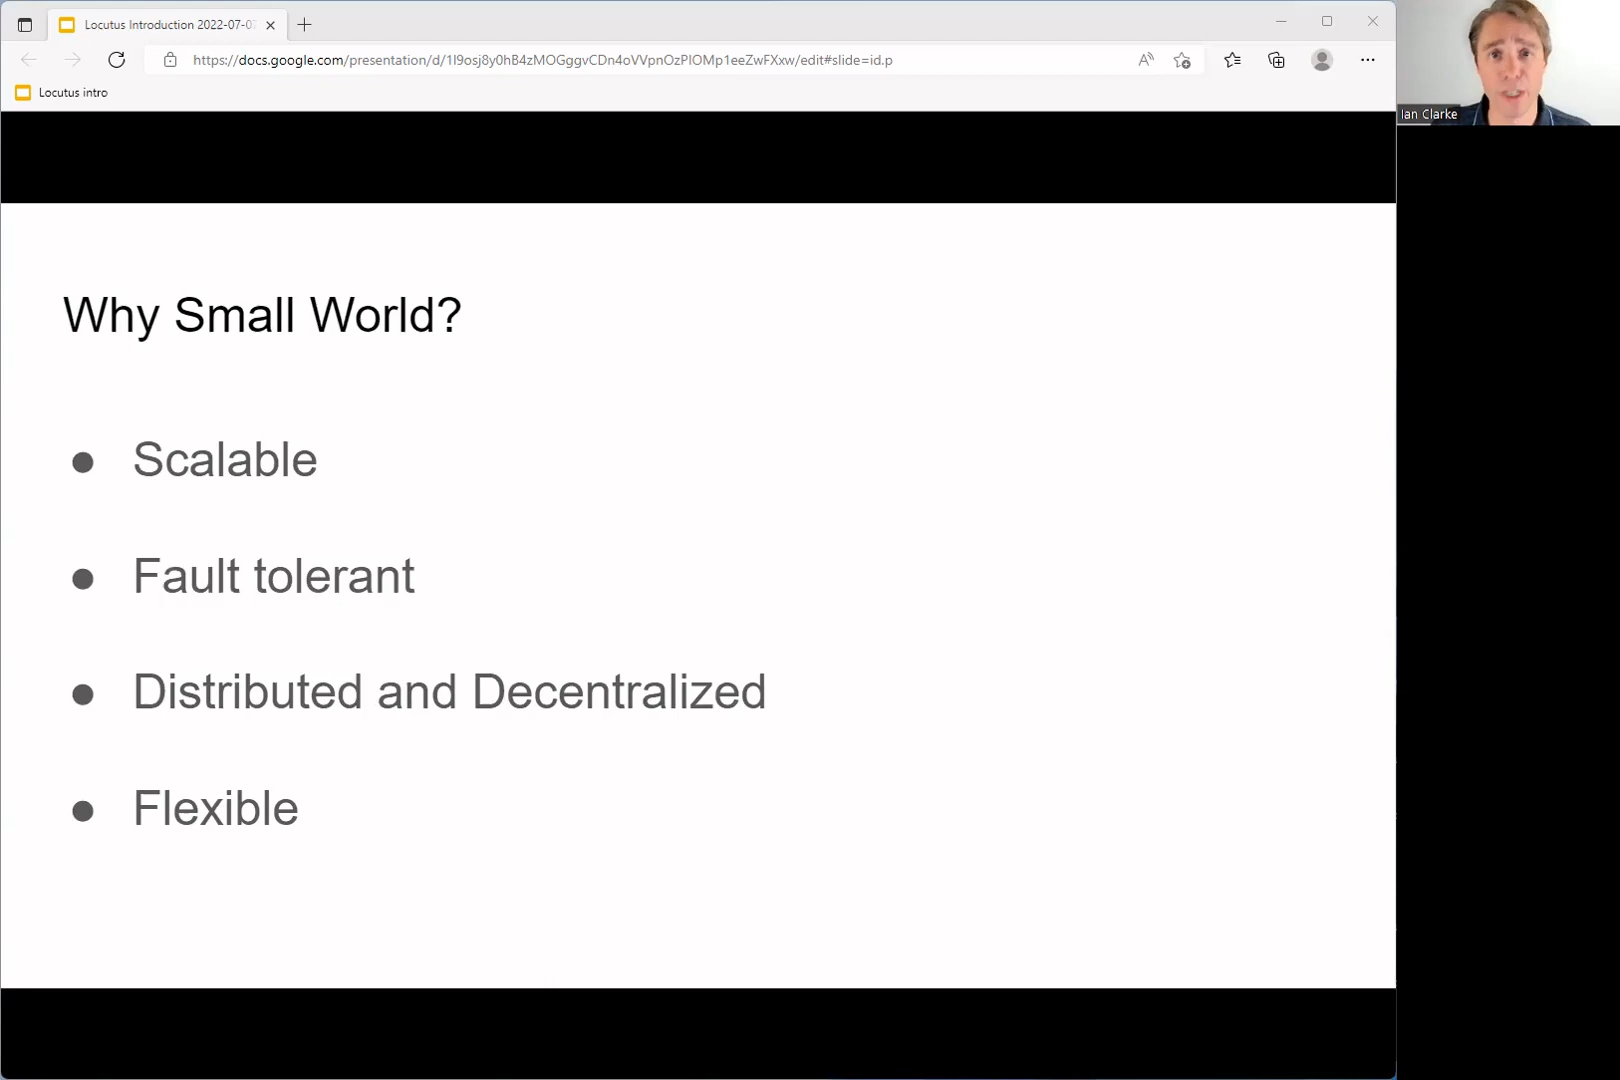 Locutus Introduction 2022-07-0
https://docs.google.com/presentation/d/1I9osj8y0hB4zMOGggvCDn4oVVpnOzPIOMp1eeZwFXxw/edit#slide=id.p
Locutus intro
Ian Clarke
Why Small World?
● Scalable
● Fault tolerant
● Distributed and Decentralized
● Flexible